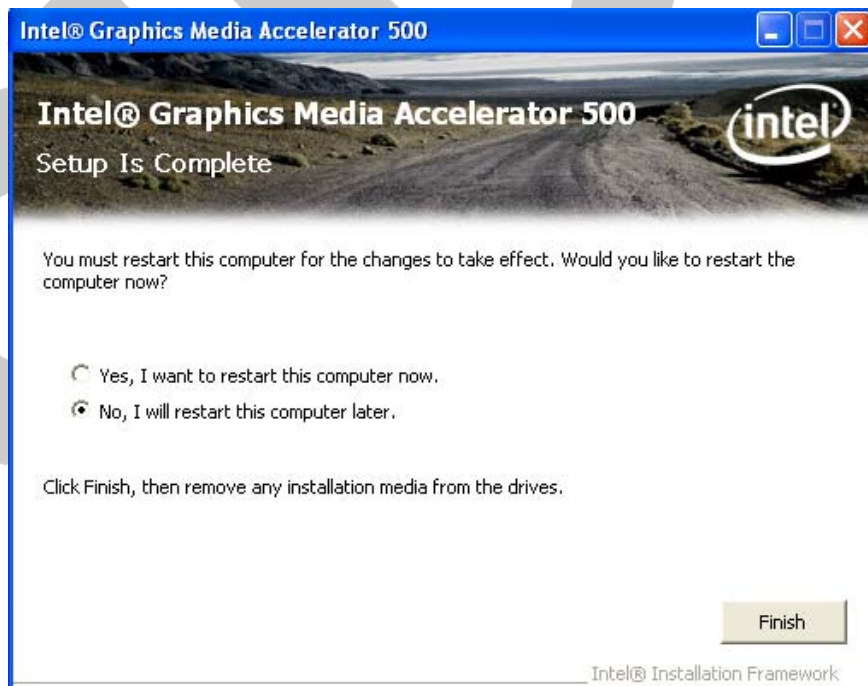 Intel® Graphics Media Accelerator 500
Intel® Graphics Media Accelerator 500
intel
Setup Is Complete
You must restart this computer for the changes to take effect. Would you like to restart the
computer now?
Yes, I want to restart this computer now.
No, I will restart this computer later.
Click Finish, then remove any installation media from the drives.
Finish
Intel® Installation Framework